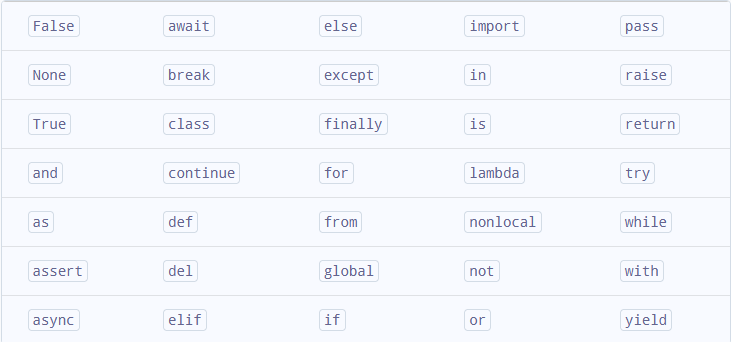 False await else import pass
None break except in raise
True class finally is return
and continue for lambda try
as def from nonlocal while
assert del global not with
async elif if or yield